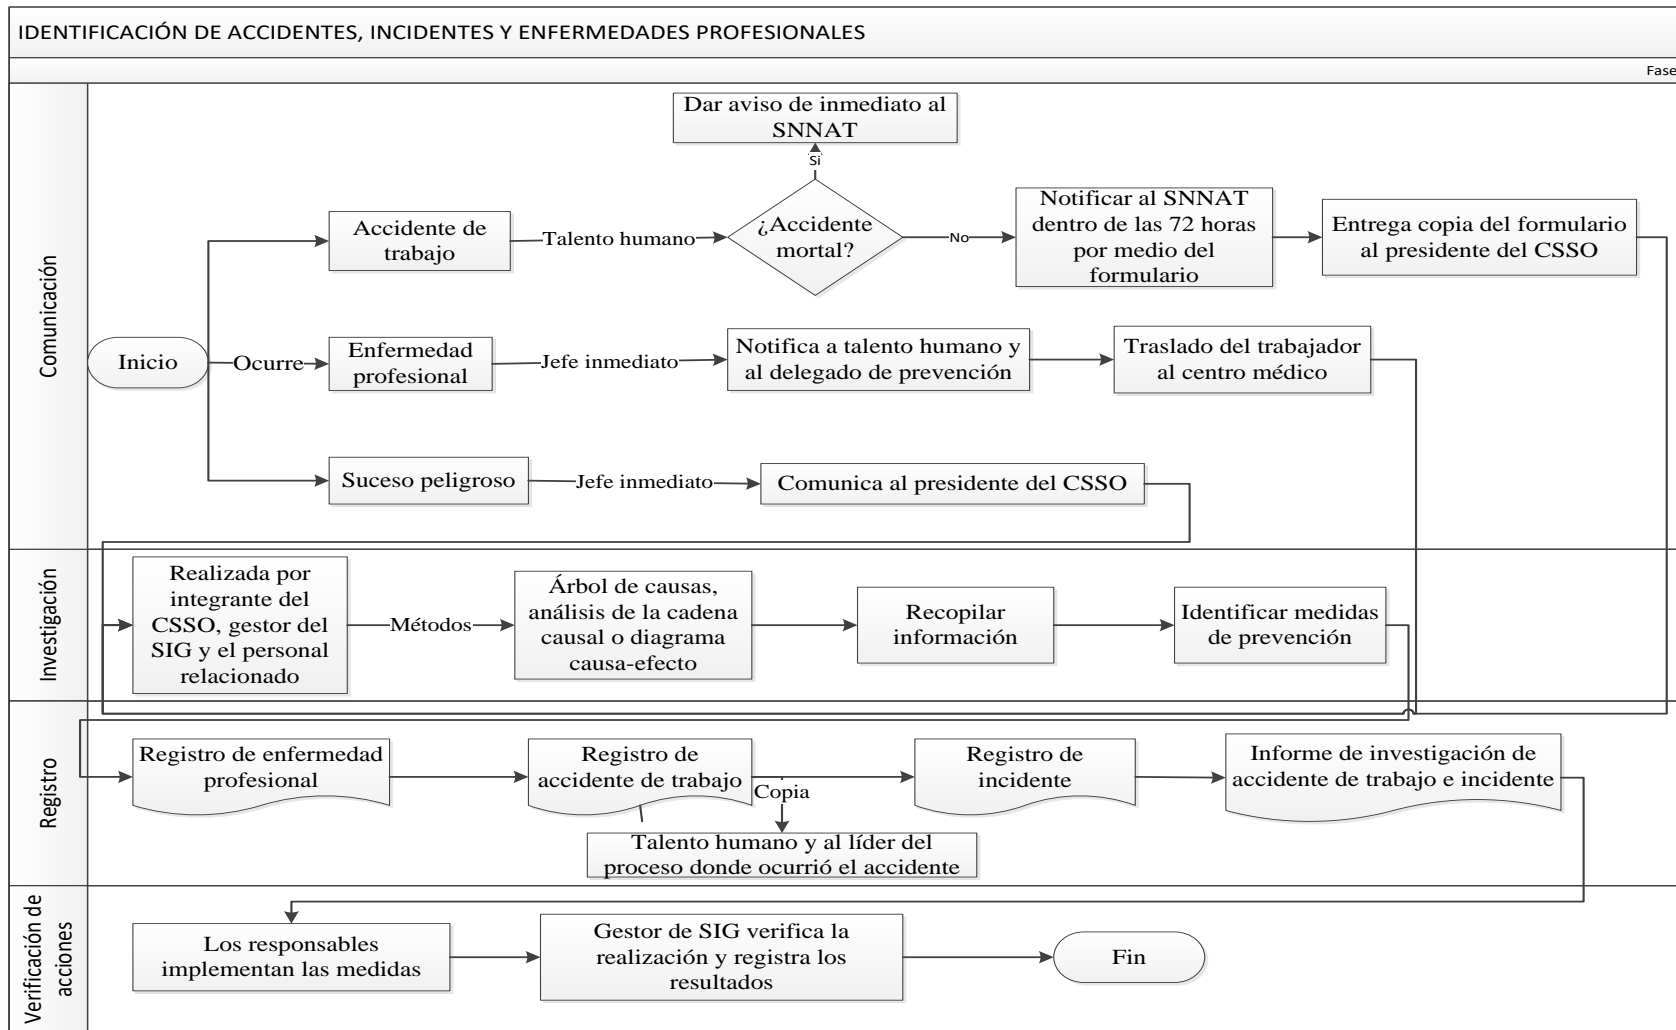 IDENTIFICACIÓN DE ACCIDENTES, INCIDENTES Y ENFERMEDADES PROFESIONALES
Fase
Comunicación
Dar aviso de inmediato al
SNNAT
Si
Accidente de
trabajo
Talento humano
¿Accidente
mortal?
No
Notificar al SNNAT
dentro de las 72 horas
por medio del
formulario
Entrega copia del formulario
al presidente del CSSO
Inicio
Ocurre
Enfermedad
profesional
Jefe inmediato
Notifica a talento humano y
al delegado de prevención
Traslado del trabajador
al centro médico
Suceso peligroso
Jefe inmediato
Comunica al presidente del CSSO
Investigación
Realizada por
integrante del
CSSO, gestor del
SIG y el personal
relacionado
Métodos
Árbol de causas,
análisis de la cadena
causal o diagrama
causa-efecto
Recopilar
información
Identificar medidas
de prevención
Registro
Registro de enfermedad
profesional
Registro de
accidente de trabajo
Copia
Talento humano y al líder del
proceso donde ocurrió el accidente
Registro de
incidente
Informe de investigación de
accidente de trabajo e incidente
Verificación de
acciones
Los responsables
implementan las medidas
Gestor de SIG verifica la
realización y registra los
resultados
Fin